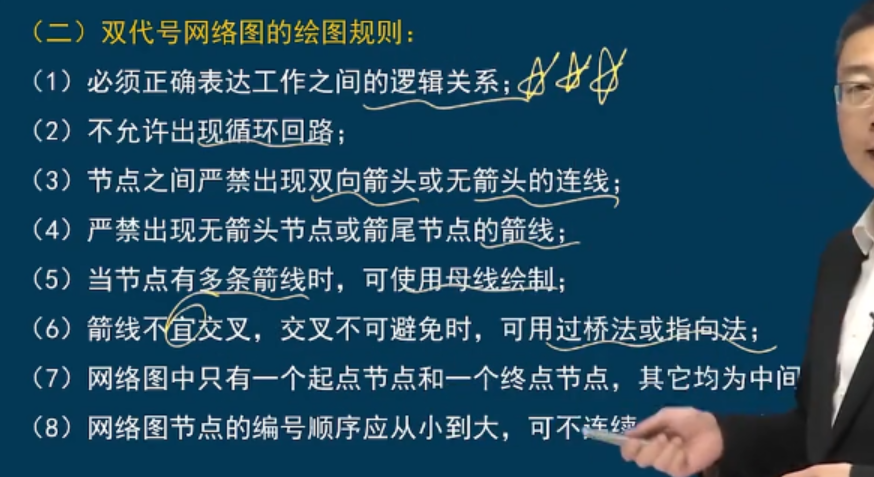 （二）双代号网络图的绘图规则：
（1）必须正确表达工作之间的逻辑关系；
（2）不允许出现循环回路；
（3）节点之间严禁出现双向箭头或无箭头的连线；
（4）严禁出现无箭头节点或箭尾节点的箭线；
（5）当节点有多条箭线时，可使用母线绘制；
（6）箭线不宜交叉，交叉不可避免时，可用过桥法或指向法；
（7）网络图中只有一个起点节点和一个终点节点，其它均为中间
（8）网络图节点的编号顺序应从小到大，可不连续